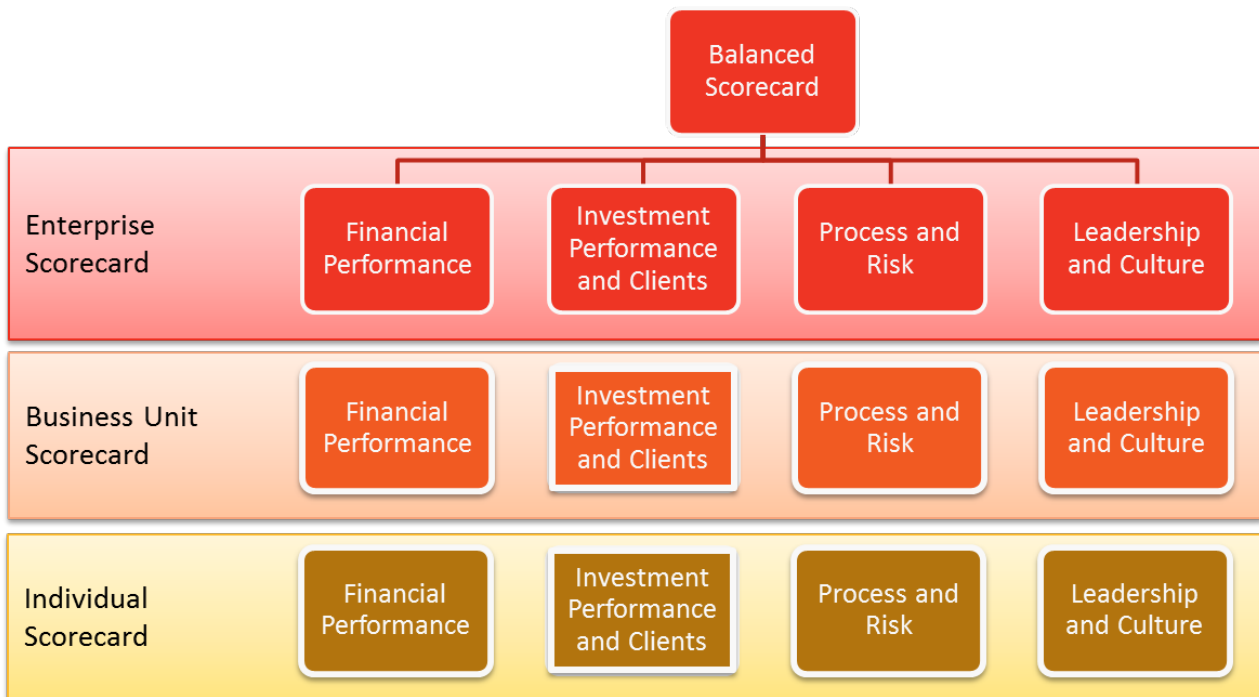 Balanced
Scorecard
Enterprise
Scorecard
Financial
Performance
Investment
Performance
and Clients
Process and
Risk
Leadership
and Culture
Business Unit
Scorecard
Financial
Performance
Investment
Performance
and Clients
Process and
Risk
Leadership
and Culture
Individual
Scorecard
Financial
Performance
Investment
Performance
and Clients
Process and
Risk
Leadership
and Culture